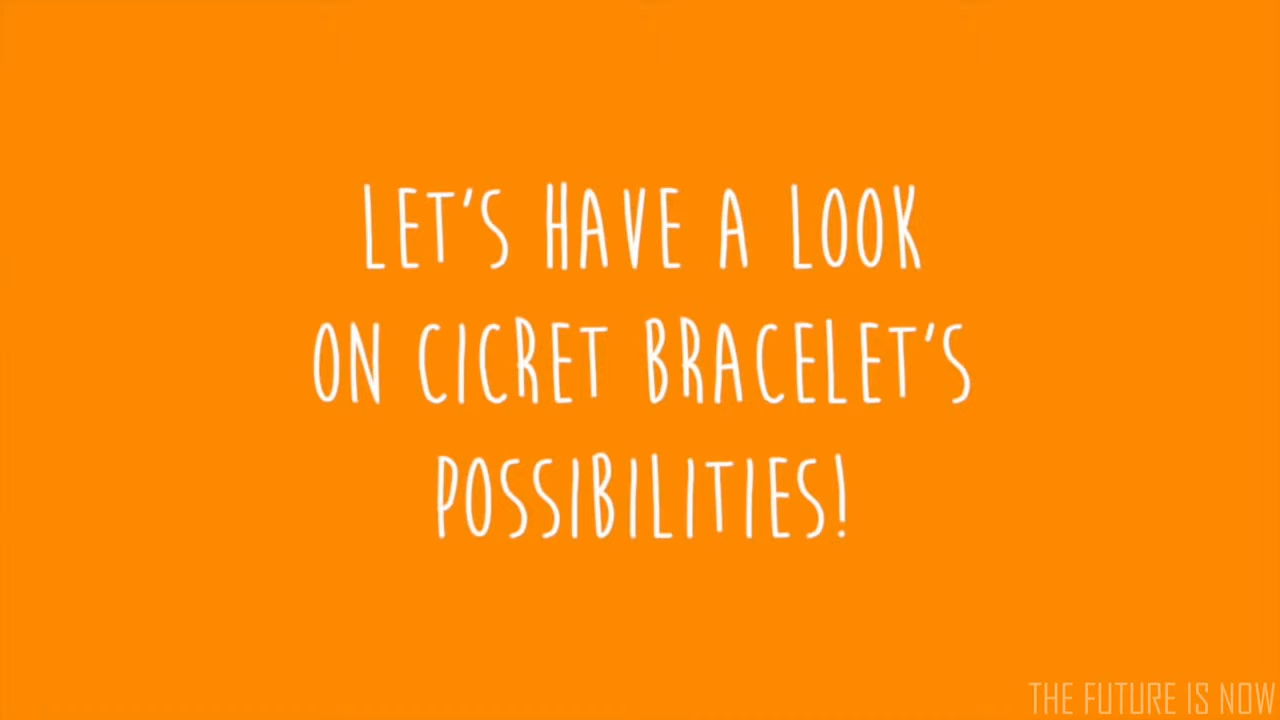 LET'S HAVE A LOOK
ON CICRET BRACELET'S
POSSIBILITIES!
THE FUTURE IS NOW